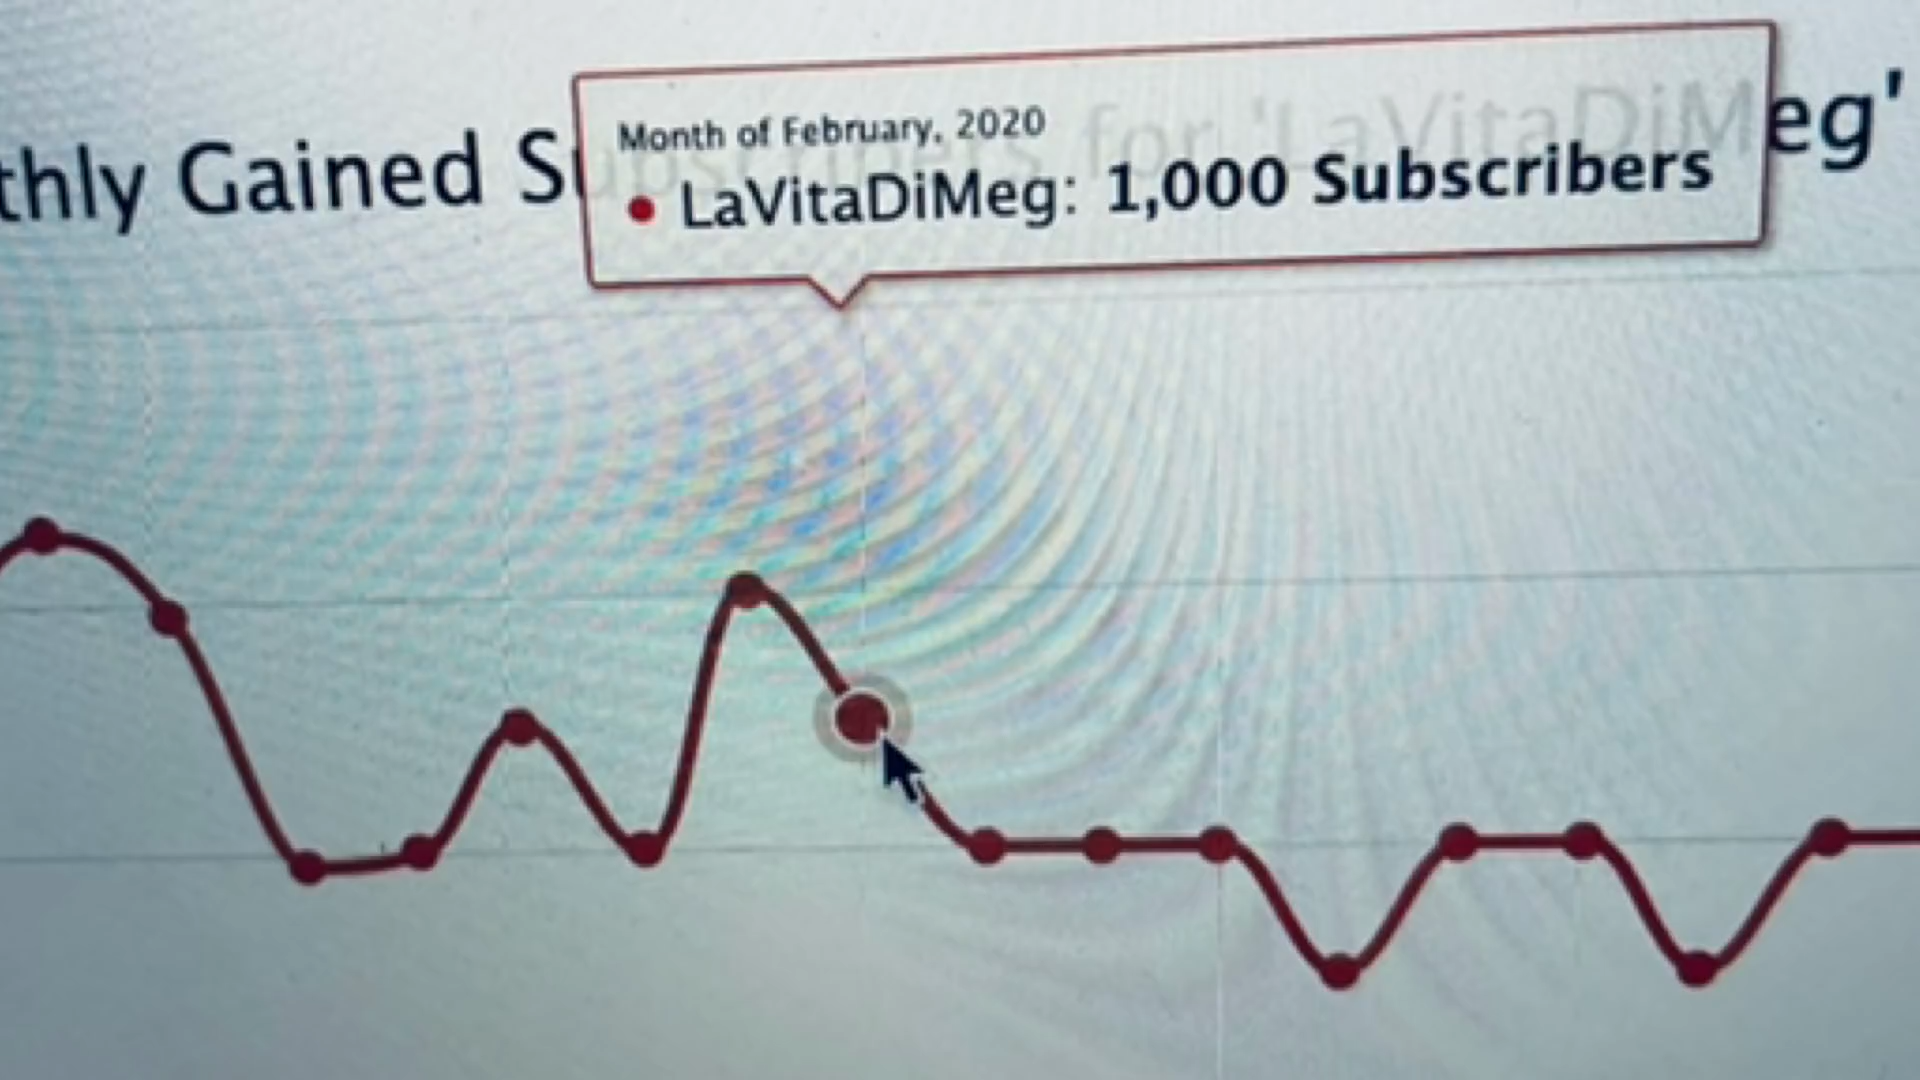 Month of February, 2020
thly Gained Subscribers for 'LaVitaDiMeg'
LaVitaDiMeg: 1,000 Subscribers